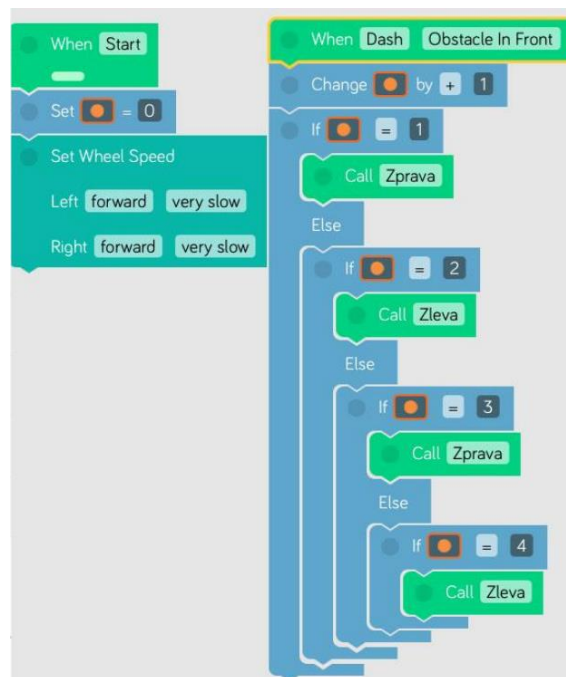 When Start
Set = 0
Set Wheel Speed
Left forward very slow
Right forward very slow
When Dash Obstacle In Front
Change by + 1
If = 1
Call Zprava
Else
If = 2
Call Zleva
Else
If = 3
Call Zprava
Else
If = 4
Call Zleva